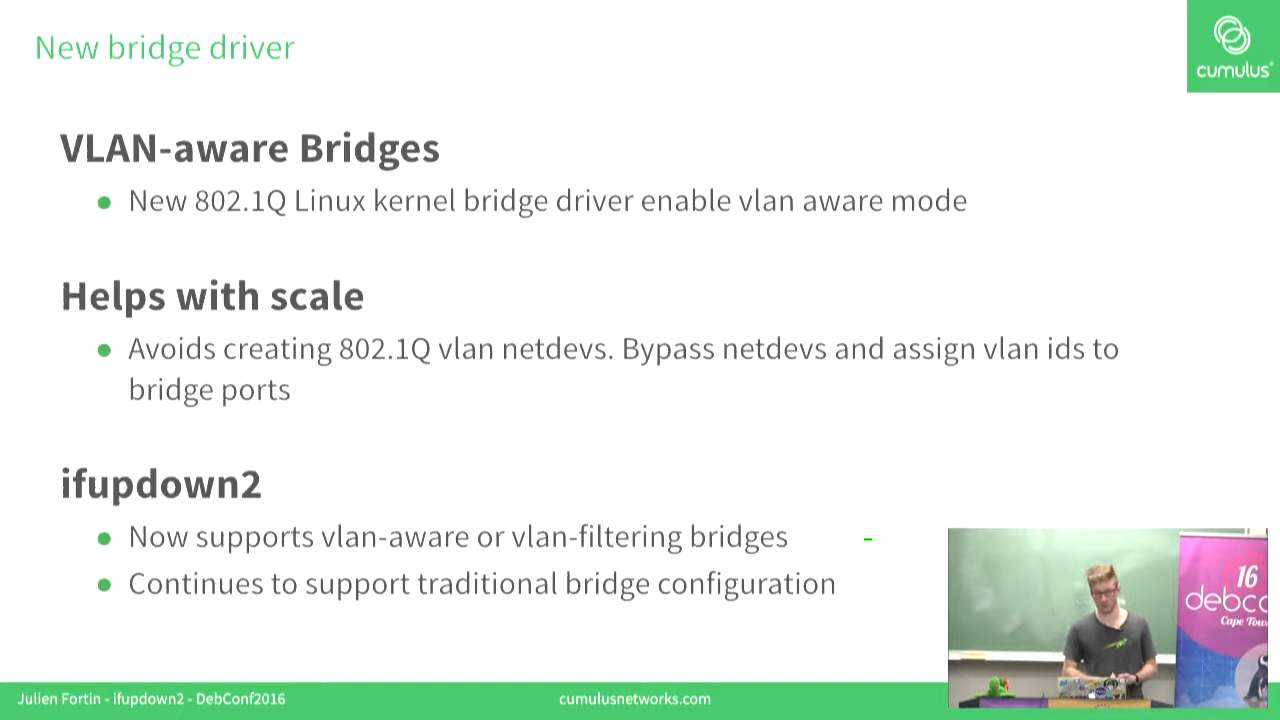 New bridge driver
cumulus
VLAN-aware Bridges
New 802.1Q Linux kernel bridge driver enable vlan aware mode
Helps with scale
Avoids creating 802.1Q vlan netdevs. Bypass netdevs and assign vlan ids to
bridge ports
ifupdown2
Now supports vlan-aware or vlan-filtering bridges
-
Continues to support traditional bridge configuration
16
debco
Cape Tow
Julien Fortin - ifupdown2 - DebConf2016
cumulusnetworks.com